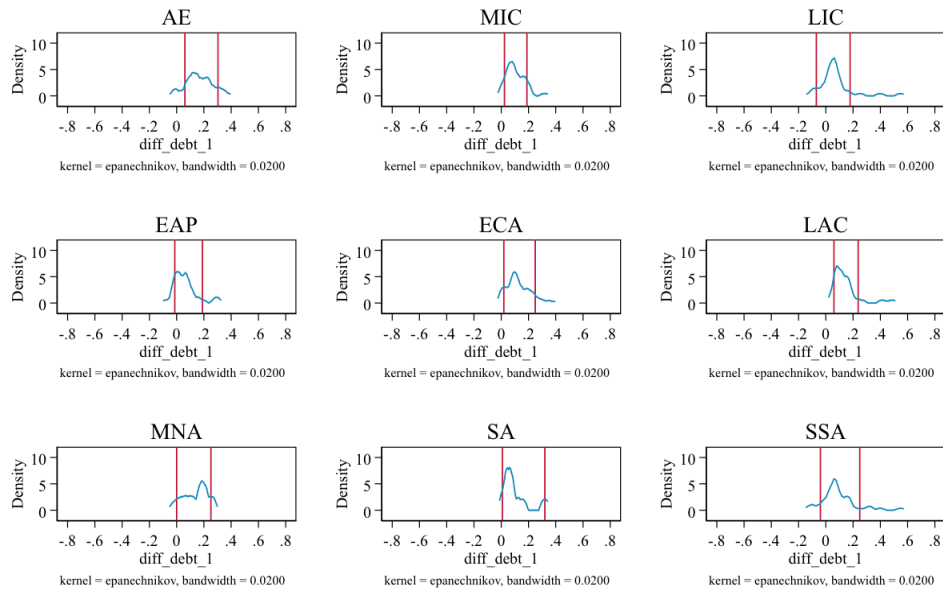 AE
MIC
LIC
Density
10
5
0
-.8 -.6 -.4 -.2 0 .2 .4 .6 .8
diff_debt_1
kernel = epanechnikov, bandwidth = 0.0200
Density
10
5
0
-.8 -.6 -.4 -.2 0 .2 .4 .6 .8
diff_debt_1
kernel = epanechnikov, bandwidth = 0.0200
Density
10
5
0
-.8 -.6 -.4 -.2 0 .2 .4 .6 .8
diff_debt_1
kernel = epanechnikov, bandwidth = 0.0200
EAP
ECA
LAC
Density
10
5
0
-.8 -.6 -.4 -.2 0 .2 .4 .6 .8
diff_debt_1
kernel = epanechnikov, bandwidth = 0.0200
Density
10
5
0
-.8 -.6 -.4 -.2 0 .2 .4 .6 .8
diff_debt_1
kernel = epanechnikov, bandwidth = 0.0200
Density
10
5
0
-.8 -.6 -.4 -.2 0 .2 .4 .6 .8
diff_debt_1
kernel = epanechnikov, bandwidth = 0.0200
MNA
SA
SSA
Density
10
5
0
-.8 -.6 -.4 -.2 0 .2 .4 .6 .8
diff_debt_1
kernel = epanechnikov, bandwidth = 0.0200
Density
10
5
0
-.8 -.6 -.4 -.2 0 .2 .4 .6 .8
diff_debt_1
kernel = epanechnikov, bandwidth = 0.0200
Density
10
5
0
-.8 -.6 -.4 -.2 0 .2 .4 .6 .8
diff_debt_1
kernel = epanechnikov, bandwidth = 0.0200